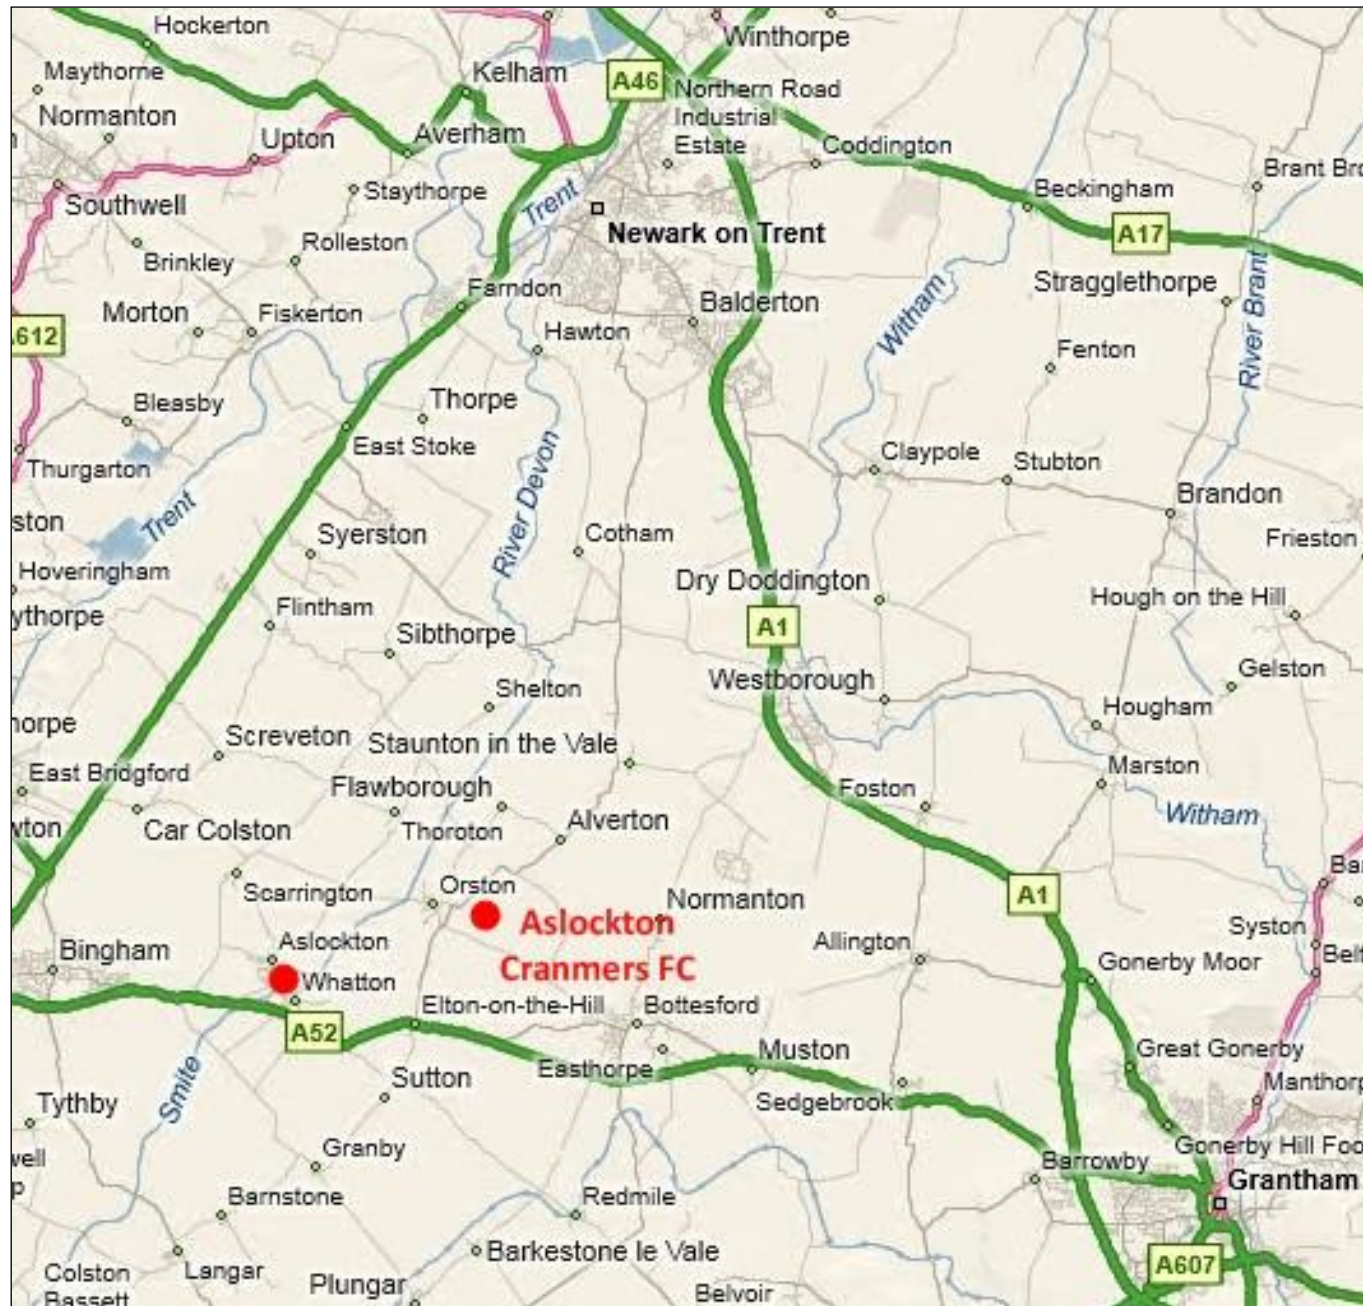 Hockerton
Winthorpe
Maythorne
Kelham
A46
Northern Road
Industrial
Estate
Normanton
Upton
Averham
Coddington
Brant Bro
Staythorpe
Beckingham
Southwell
Trent
Newark on Trent
A17
Rolleston
Brinkley
Stragglethorpe
Farndon
Balderton
Witham
River Brant
Morton
Fiskerton
Hawton
A612
Fenton
Bleasby
Thorpe
East Stoke
Claypole
Stubton
Thurgarton
Brandon
Trent
River Devon
ston
Syerston
Cotham
Frieston
Hoveringham
Dry Doddington
ythorpe
Flintham
Hough on the Hill
Sibthorpe
A1
Gelston
Shelton
Westborough
Hougham
horpe
Screveton
Staunton in the Vale
Marston
East Bridgford
Flawborough
Foston
Witham
wton
Car Colston
Thoroton
Alverton
Bar
Scarrington
Orston
Normanton
A1
Aslockton
Cranmers FC
Syston
Bingham
Aslockton
Allington
Belt
Gonerby Moor
Whatton
Elton-on-the-Hill
Bottesford
A52
Great Gonerby
Muston
Easthorpe
Sutton
Manthorp
Smite
Tythby
Sedgebrook
Gonerby Hill Foo
Granby
well
Barrowby
p
Grantham
Barnstone
Redmile
Barkestone le Vale
A607
Langar
Colston
Bassett
Plungar
Belvoir